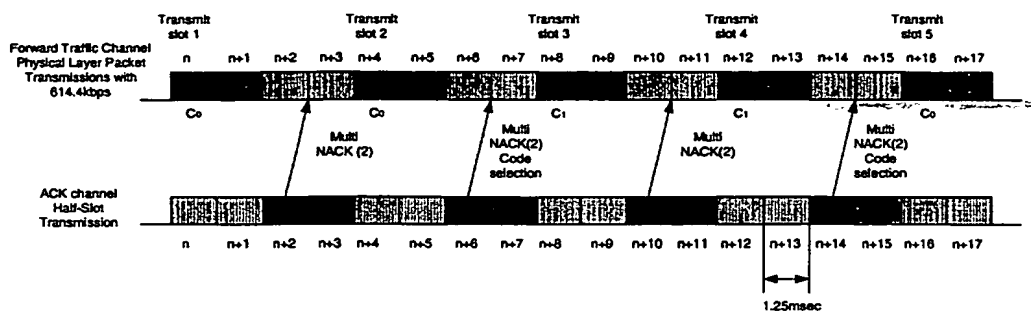 Transmit slot 1
Transmit slot 2
Transmit slot 3
Transmit slot 4
Transmit slot 5
Forward Traffic Channel
Physical Layer Packet
Transmissions with
614.4kbps
n n+1 n+2 n+3 n+4 n+5 n+6 n+7 n+8 n+9 n+10 n+11 n+12 n+13 n+14 n+15 n+16 n+17
C₀ C₀ C₁ C₁ C₀
Multi
NACK (2)
Multi
NACK(2)
Code
selection
Multi
NACK(2)
Multi
NACK(2)
Code
selection
ACK channel
Half-Slot
Transmission
n n+1 n+2 n+3 n+4 n+5 n+6 n+7 n+8 n+9 n+10 n+11 n+12 n+13 n+14 n+15 n+16 n+17
1.25msec